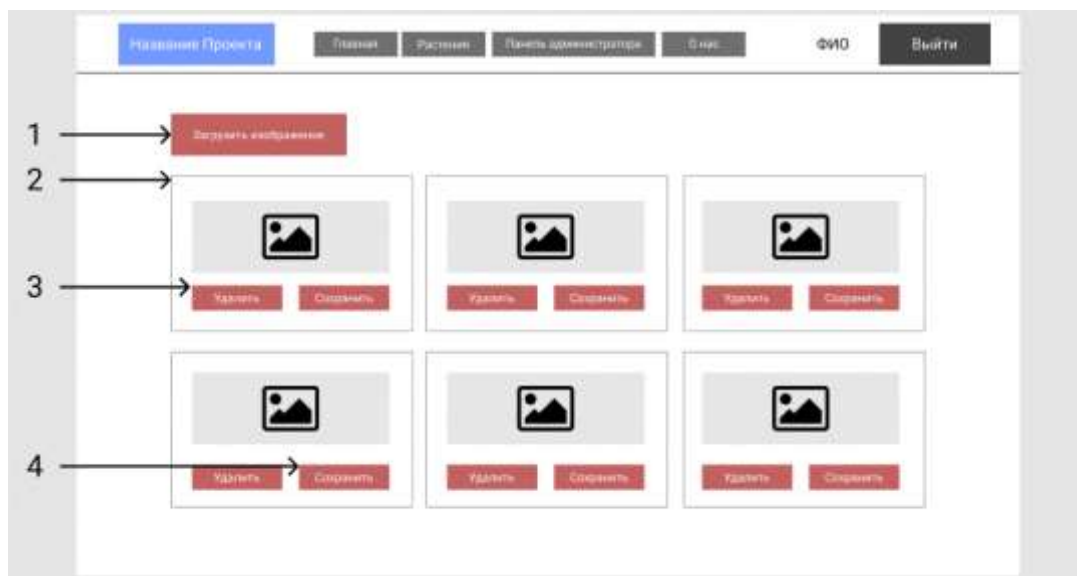 Название Проекта Главная Растения Панель администратора О нас ФИО Выйти
1 Загрузить изображение
2
3 Удалить Сохранить Удалить Сохранить Удалить Сохранить
4 Удалить Сохранить Удалить Сохранить Удалить Сохранить